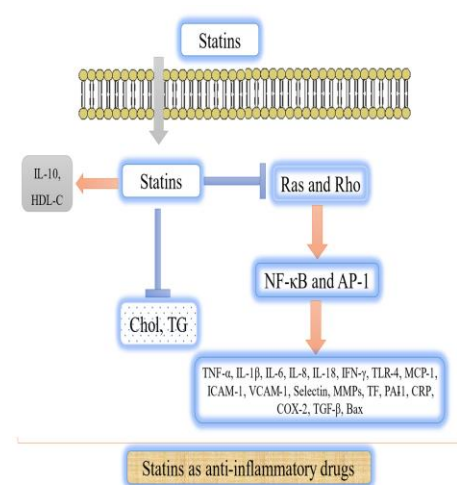 Statins
IL-10,
HDL-C
Statins
Ras and Rho
NF-κB and AP-1
Chol, TG
TNF-α, IL-1β, IL-6, IL-8, IL-18, IFN-γ, TLR-4, MCP-1,
ICAM-1, VCAM-1, Selectin, MMPs, TF, PAI-1, CRP,
COX-2, TGF-β, Bax
Statins as anti-inflammatory drugs